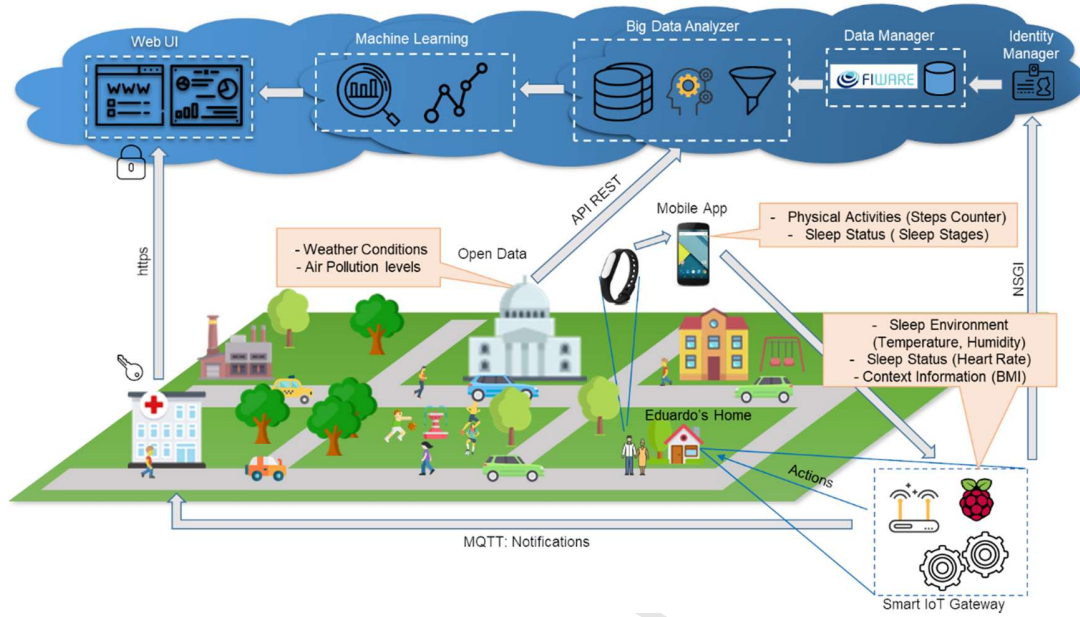 Web UI
Machine Learning
Big Data Analyzer
Data Manager
Identity
Manager
WWW
FIWARE
https
API REST
Mobile App
- Physical Activities (Steps Counter)
- Sleep Status ( Sleep Stages)
- Weather Conditions
- Air Pollution levels
Open Data
NSGI
- Sleep Environment
(Temperature, Humidity)
- Sleep Status (Heart Rate)
- Context Information (BMI)
Eduardo's Home
Actions
MQTT: Notifications
Smart IoT Gateway